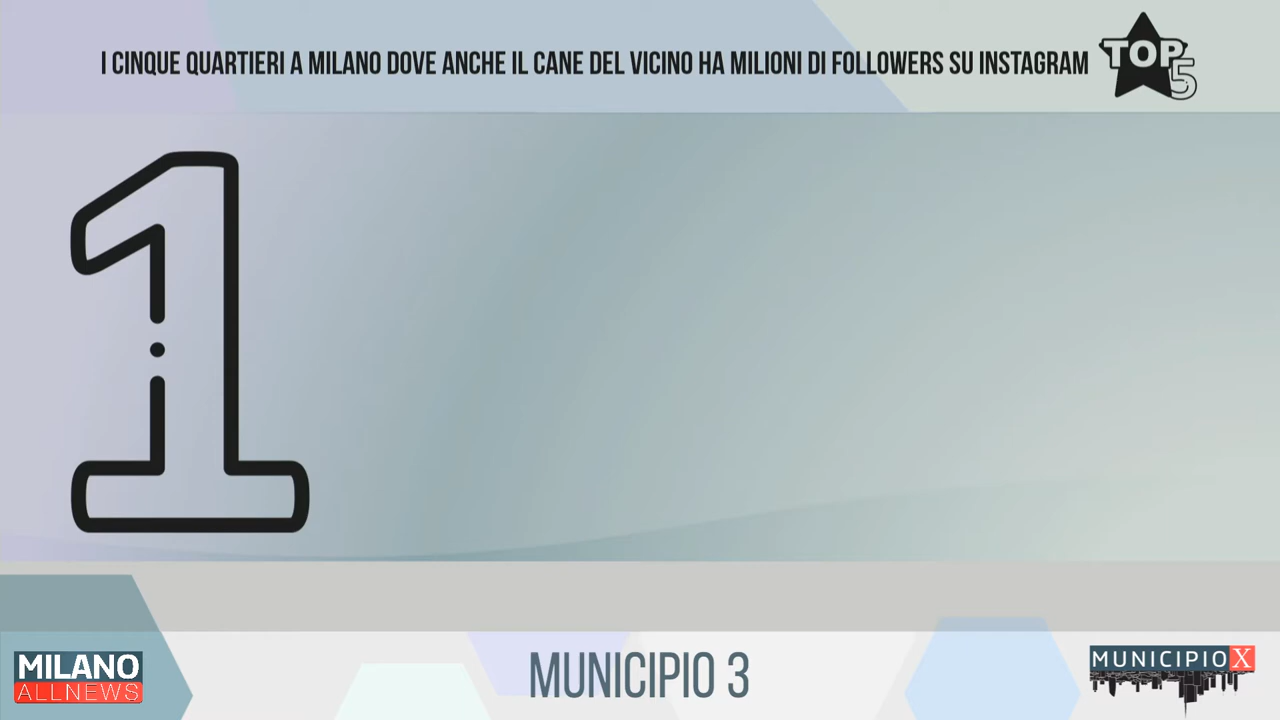 I CINQUE QUARTIERI A MILANO DOVE ANCHE IL CANE DEL VICINO HA MILIONI DI FOLLOWERS SU INSTAGRAM
TOP
5
1
MILANO
ALLNEWS
MUNICIPIO 3
MUNICIPIO X